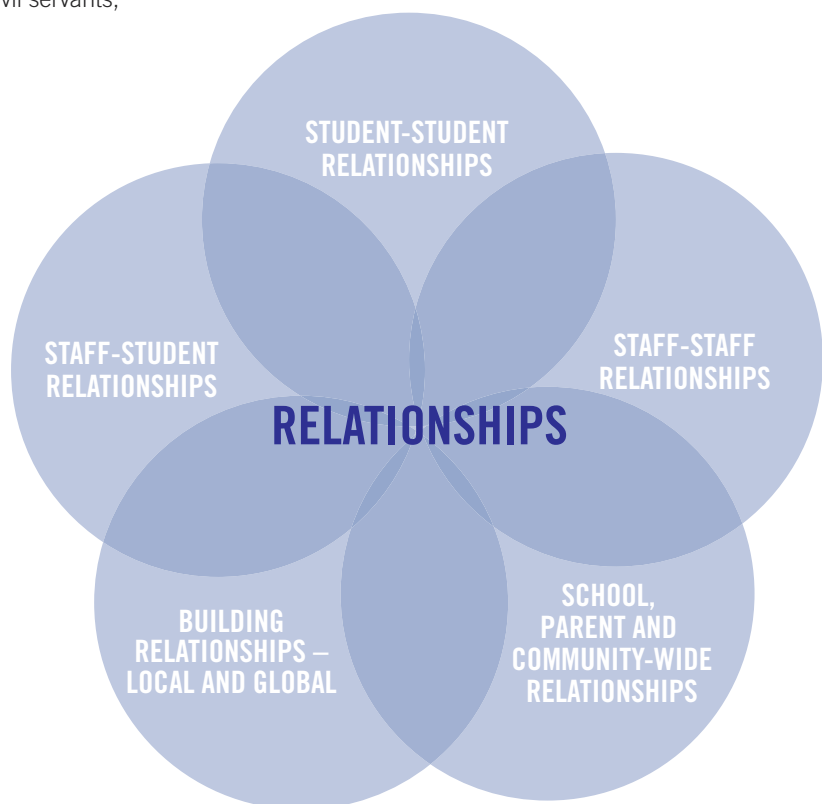 servants,
STUDENT-STUDENT
RELATIONSHIPS
STAFF-STUDENT
RELATIONSHIPS
STAFF-STAFF
RELATIONSHIPS
RELATIONSHIPS
BUILDING
RELATIONSHIPS –
LOCAL AND GLOBAL
SCHOOL,
PARENT AND
COMMUNITY-WIDE
RELATIONSHIPS